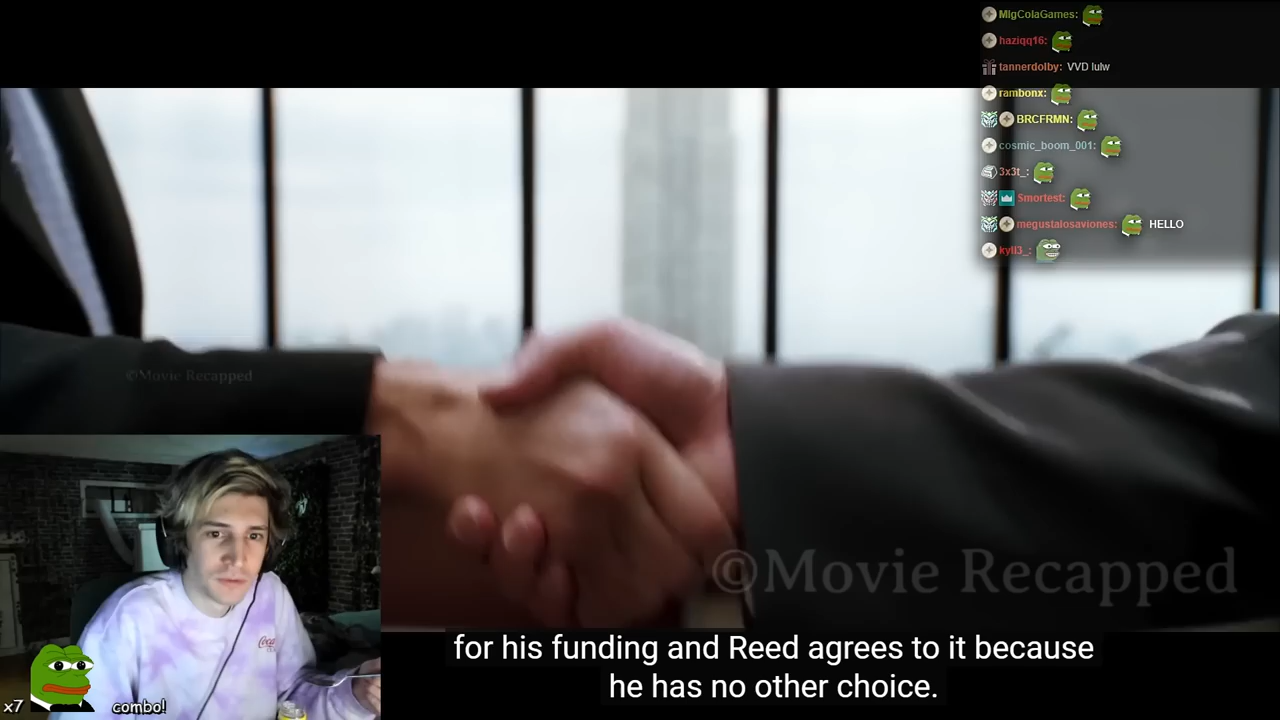 MlgColaGames:
haziqq16:
tannerdolby: VVD lulw
rambonx:
BRCFRMN:
cosmic_boom_001:
3x3t_:
Smortest:
megustalosaviones: HELLO
kyll3_:
©Movie Recapped
©Movie Recapped
for his funding and Reed agrees to it because
he has no other choice.
x7 combo!